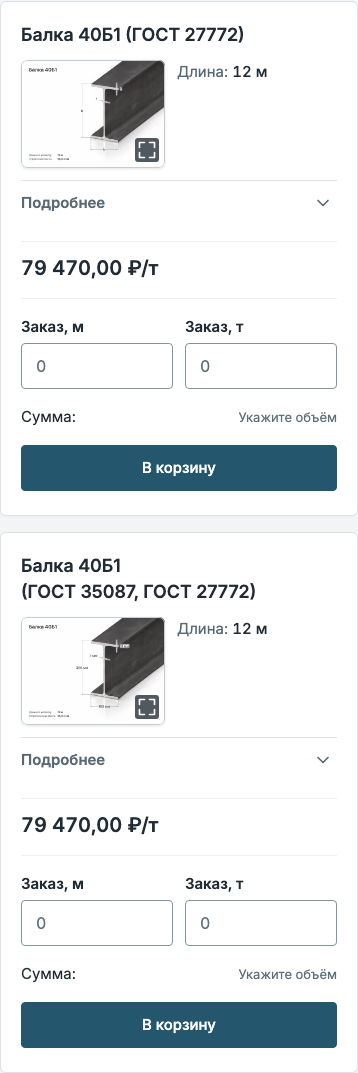 Балка 40Б1 (ГОСТ 27772)
Балка 40Б1
Длина: 12 м
Подробнее
79 470,00 ₽/т
Заказ, м
Заказ, т
0
0
Сумма:
Укажите объём
В корзину
Балка 40Б1
(ГОСТ 35087, ГОСТ 27772)
Балка 40Б1
Длина: 12 м
Подробнее
79 470,00 ₽/т
Заказ, м
Заказ, т
0
0
Сумма:
Укажите объём
В корзину